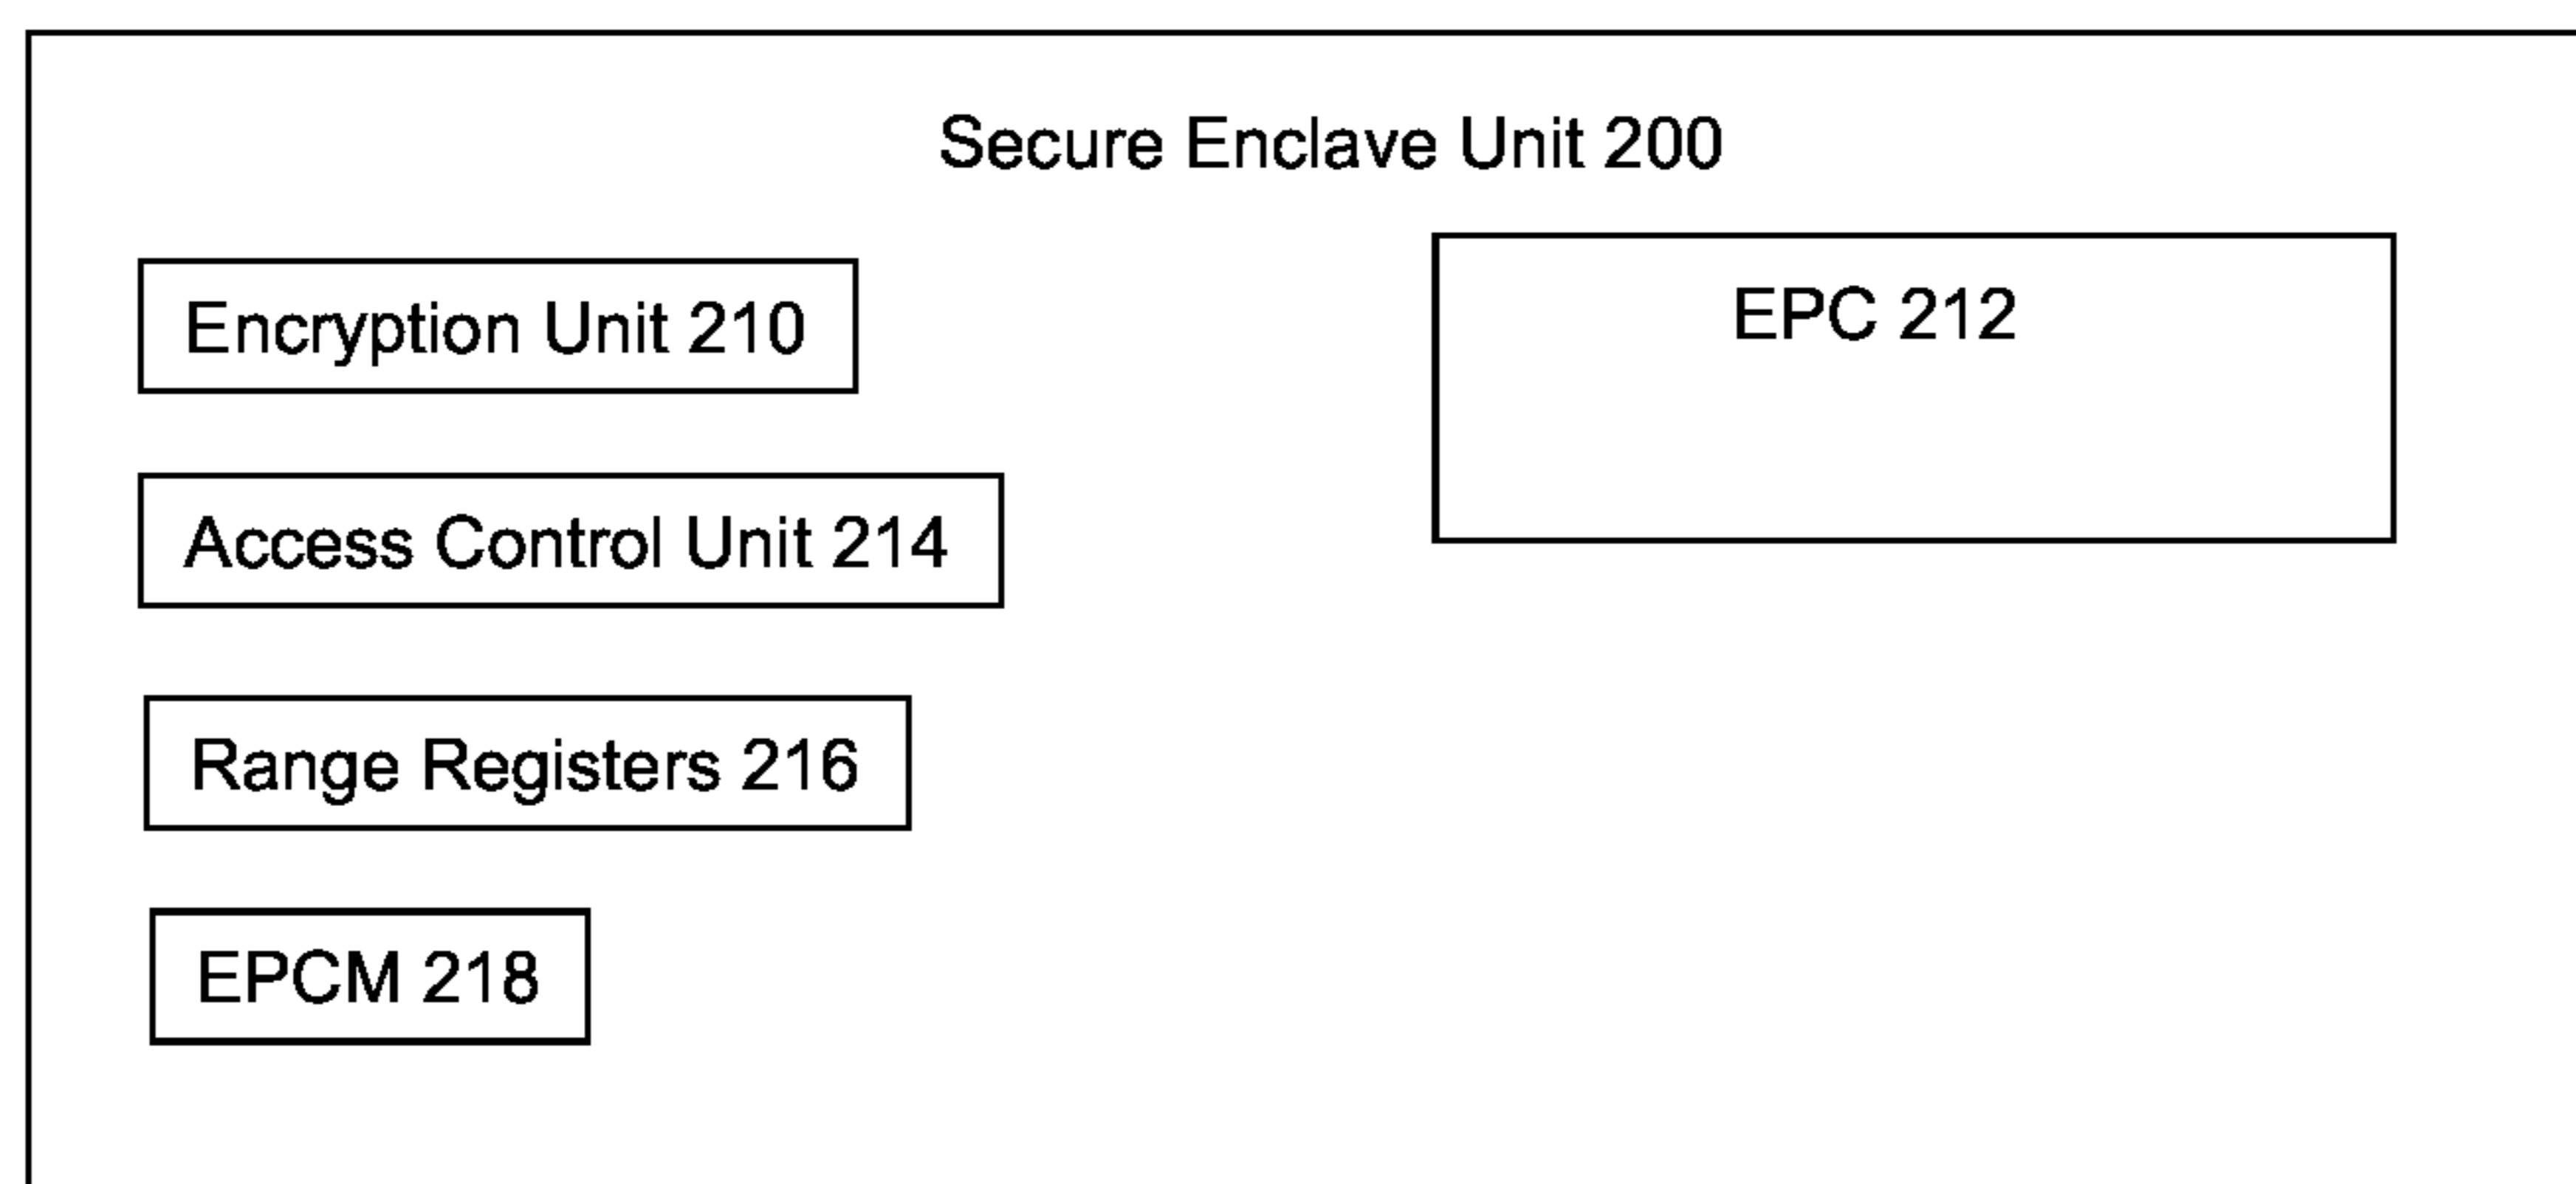 Secure Enclave Unit 200
Encryption Unit 210
EPC 212
Access Control Unit 214
Range Registers 216
EPCM 218